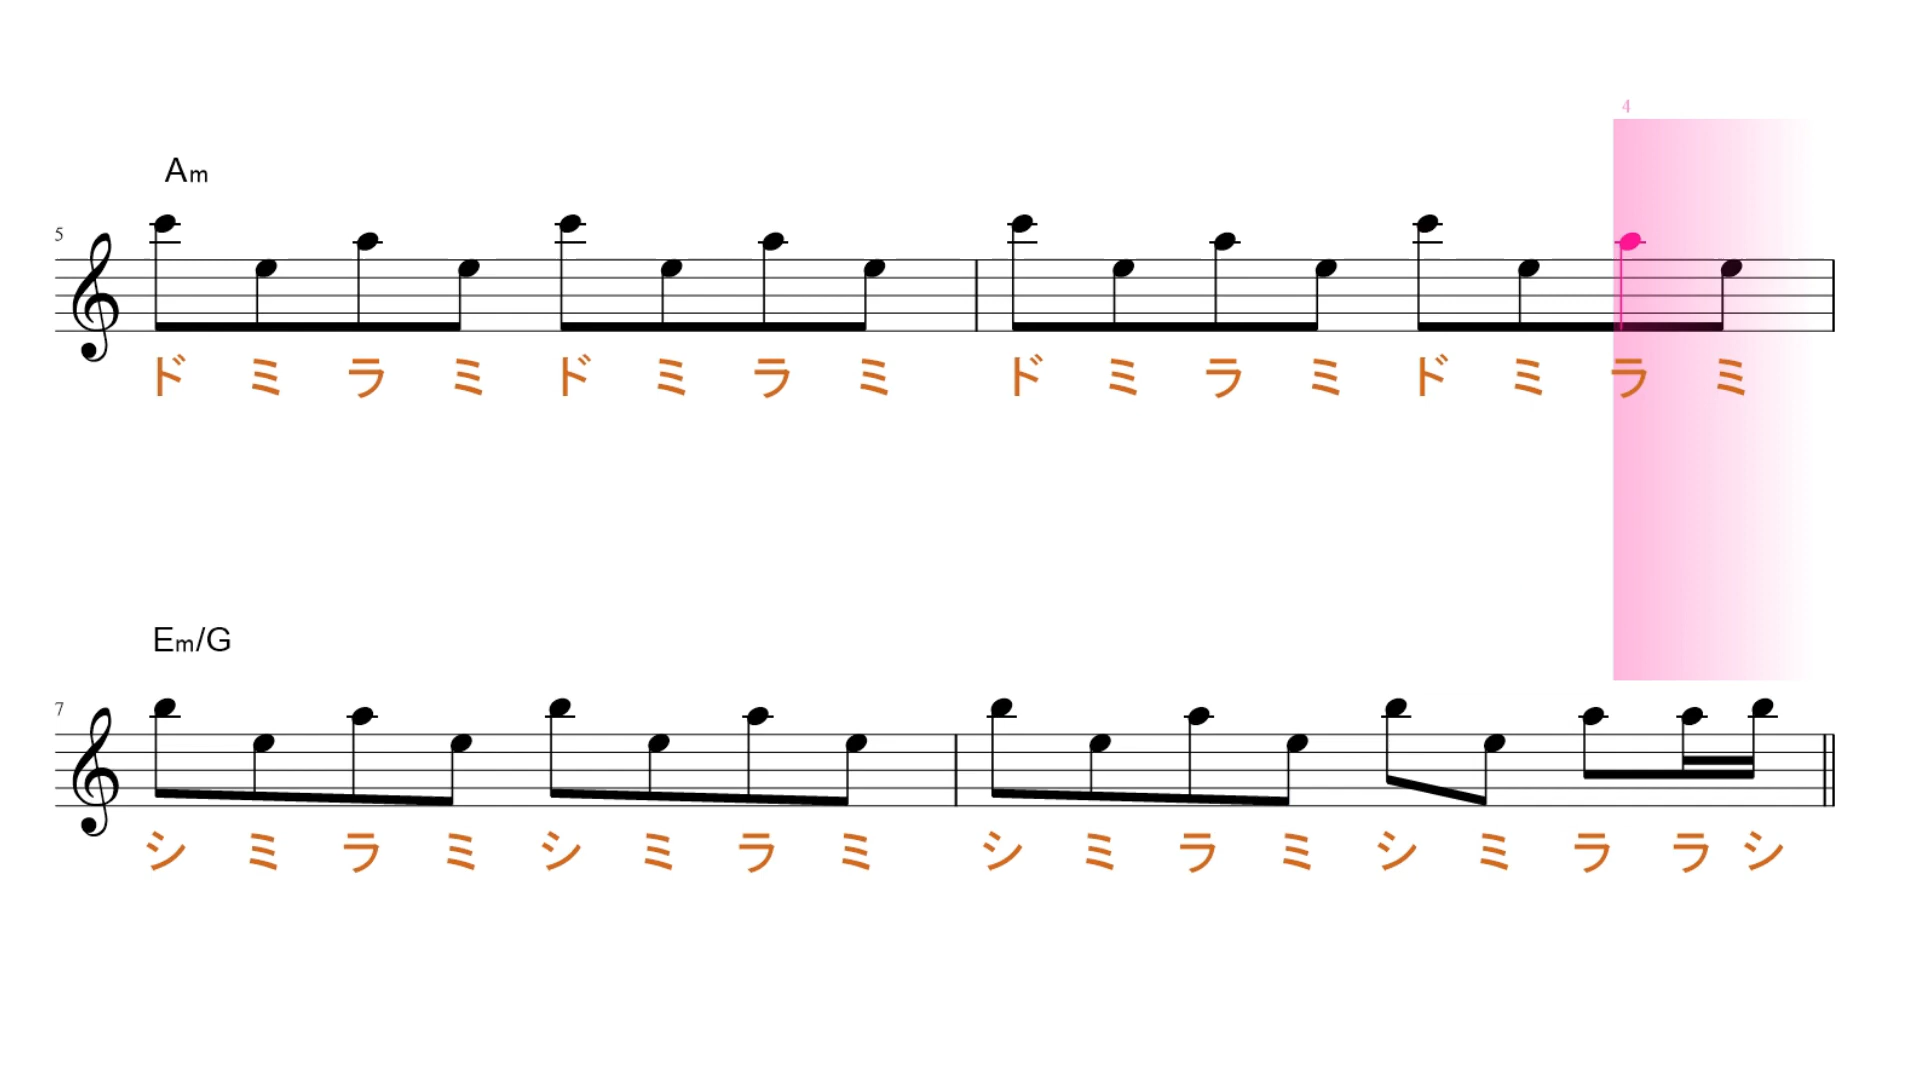 4
Am
5
ド ミ ラ ミ ド ミ ラ ミ ド ミ ラ ミ ド ミ ラ ミ
Em/G
7
シ ミ ラ ミ シ ミ ラ ミ シ ミ ラ ミ シ ミ ラ ラ シ